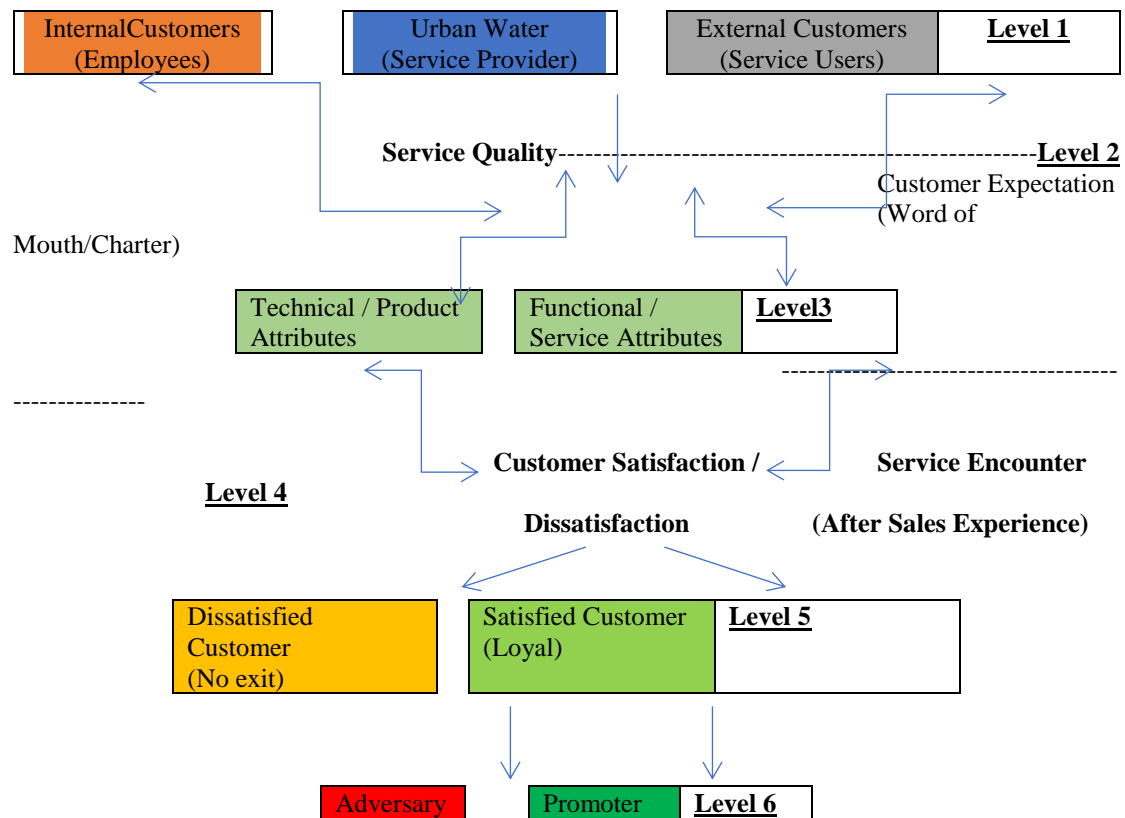 InternalCustomers
(Employees)
Urban Water
(Service Provider)
External Customers
(Service Users)
Level 1
Service Quality------------------------------------------------------Level 2
Customer Expectation
(Word of
Mouth/Charter)
Technical / Product
Attributes
Functional /
Service Attributes
Level3
--------------------------------------
---------------
Customer Satisfaction /
Service Encounter
Level 4
Dissatisfaction
(After Sales Experience)
Dissatisfied
Customer
(No exit)
Satisfied Customer
(Loyal)
Level 5
Adversary
Promoter
Level 6